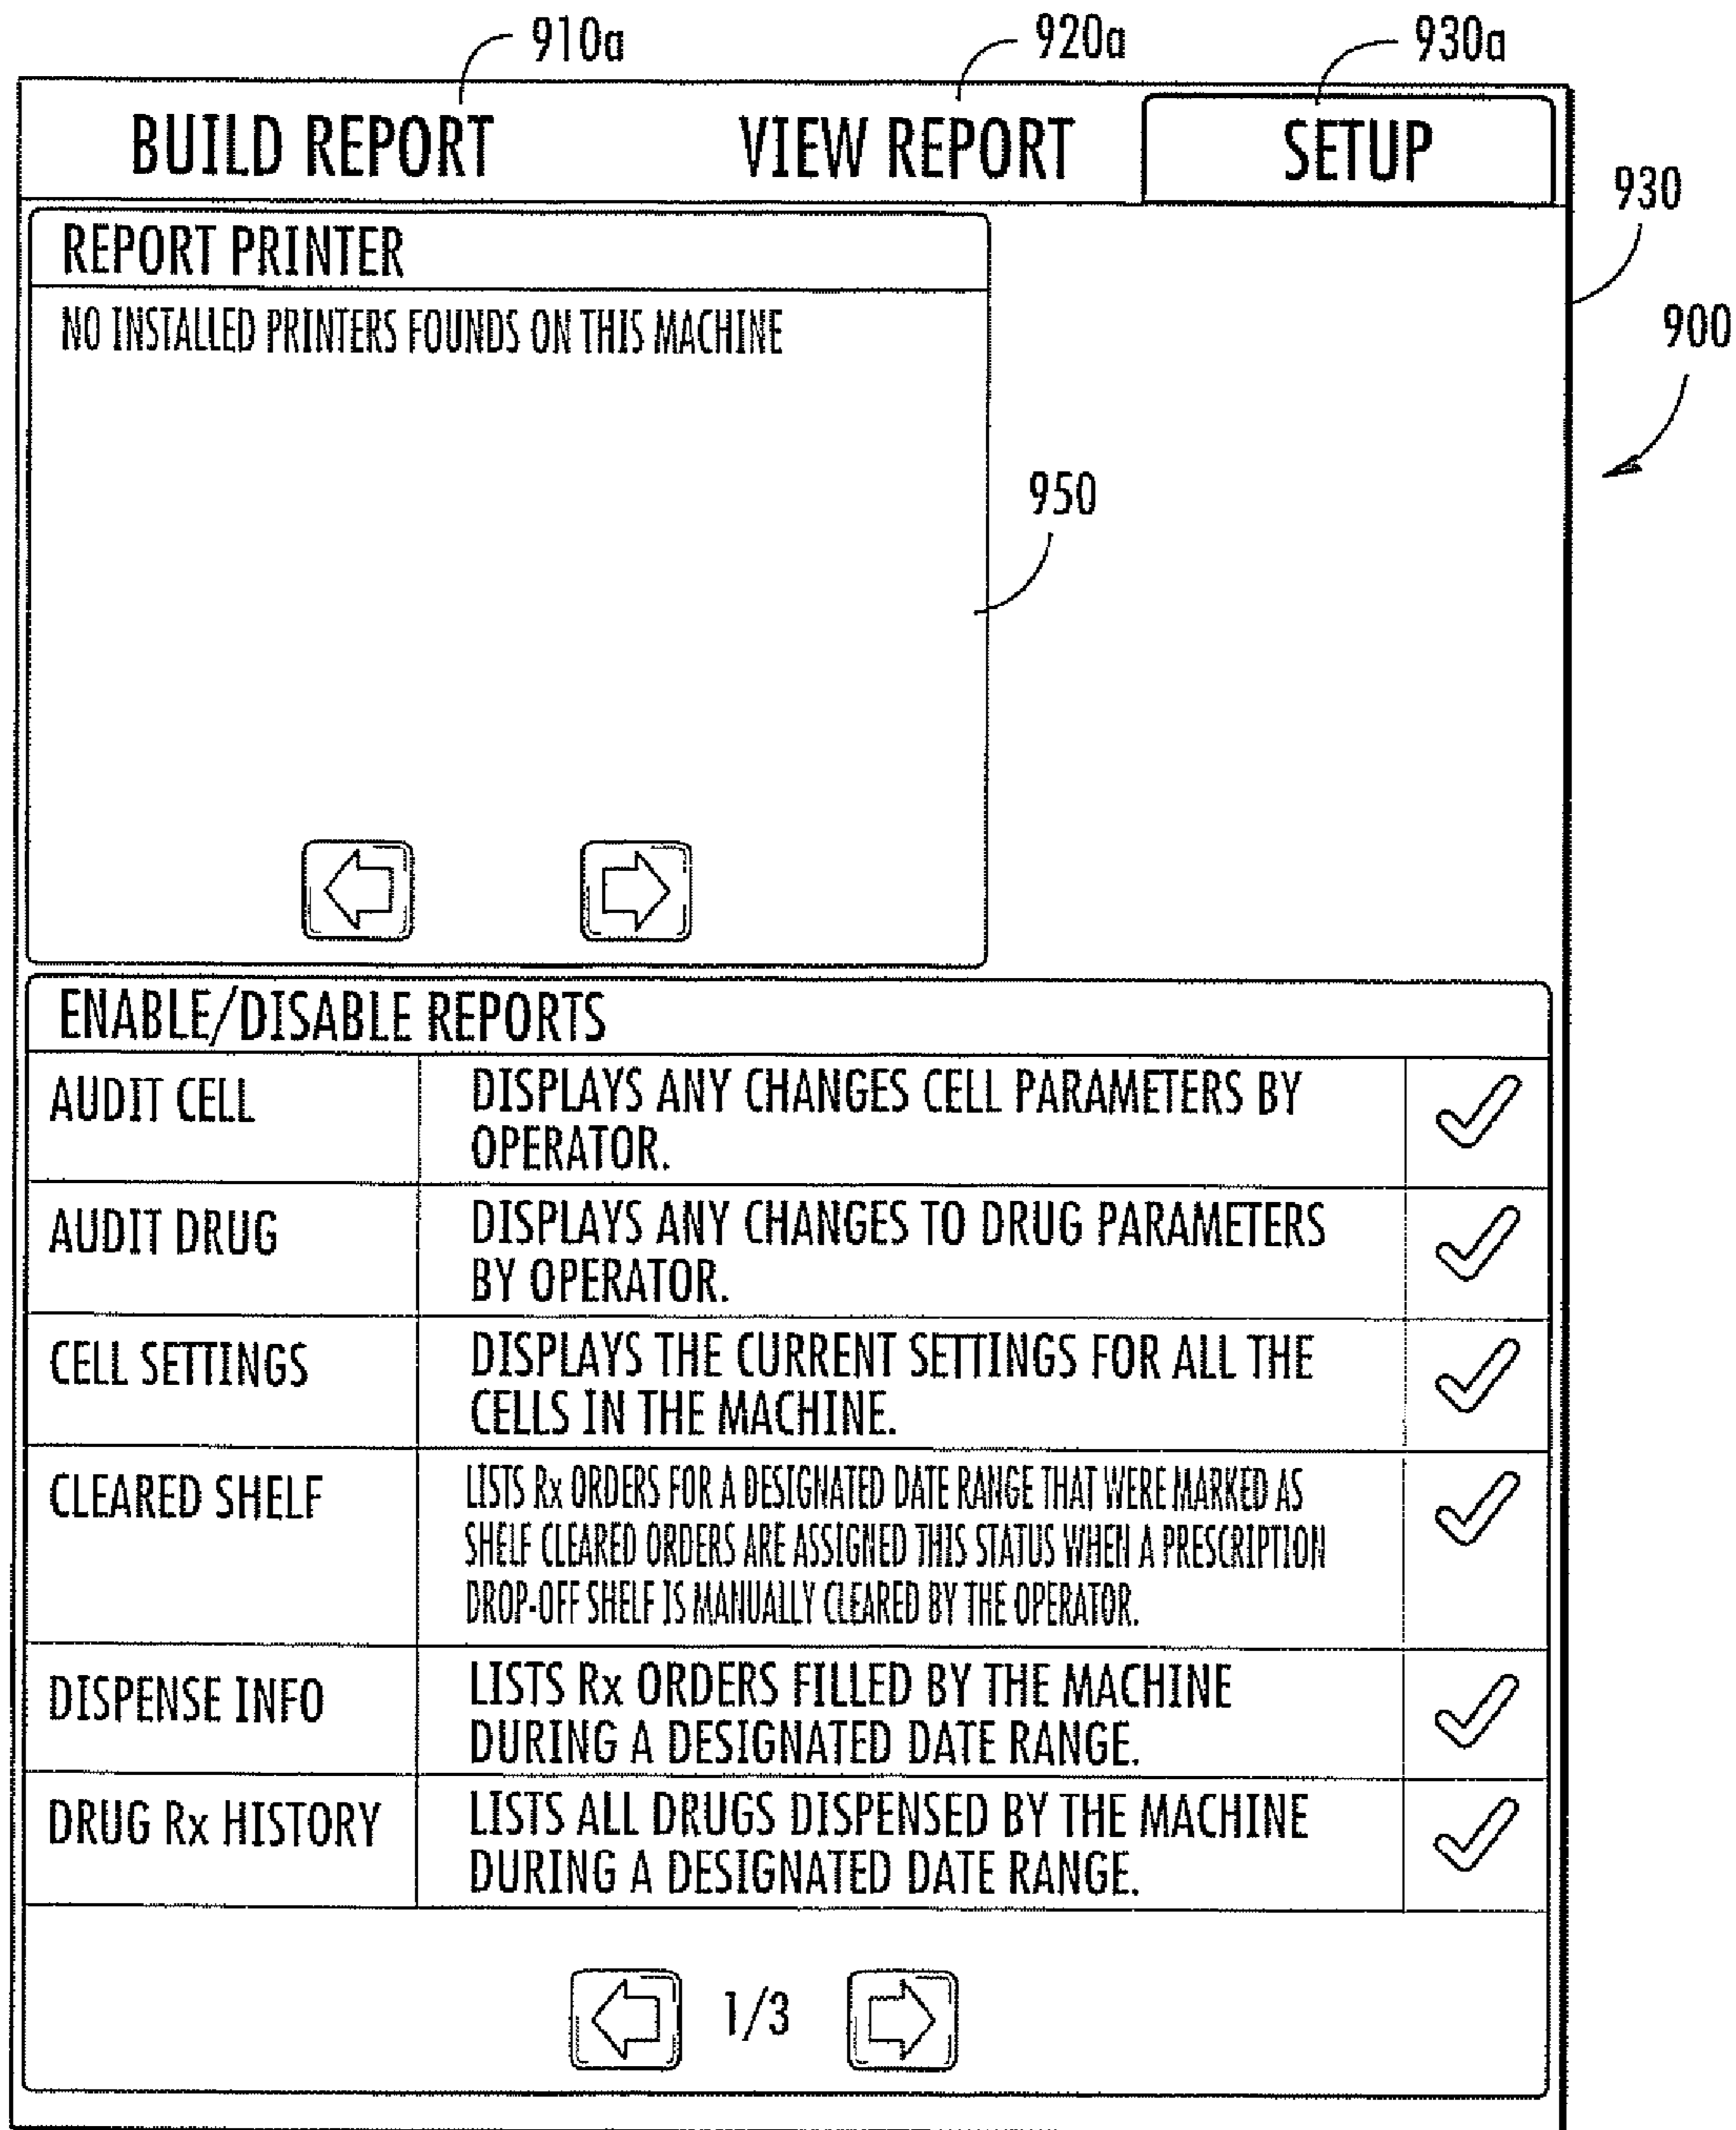 910a
920a
930a
BUILD REPORT
VIEW REPORT
SETUP
930
REPORT PRINTER
900
NO INSTALLED PRINTERS FOUNDS ON THIS MACHINE
950
ENABLE/DISABLE REPORTS
AUDIT CELL
DISPLAYS ANY CHANGES CELL PARAMETERS BY
OPERATOR.
AUDIT DRUG
DISPLAYS ANY CHANGES TO DRUG PARAMETERS
BY OPERATOR.
CELL SETTINGS
DISPLAYS THE CURRENT SETTINGS FOR ALL THE
CELLS IN THE MACHINE.
CLEARED SHELF
LISTS Rx ORDERS FOR A DESIGNATED DATE RANGE THAT WERE MARKED AS
SHELF CLEARED ORDERS ARE ASSIGNED THIS STATUS WHEN A PRESCRIPTION
DROP-OFF SHELF IS MANUALLY CLEARED BY THE OPERATOR.
DISPENSE INFO
LISTS Rx ORDERS FILLED BY THE MACHINE
DURING A DESIGNATED DATE RANGE.
DRUG Rx HISTORY
LISTS ALL DRUGS DISPENSED BY THE MACHINE
DURING A DESIGNATED DATE RANGE.
1/3